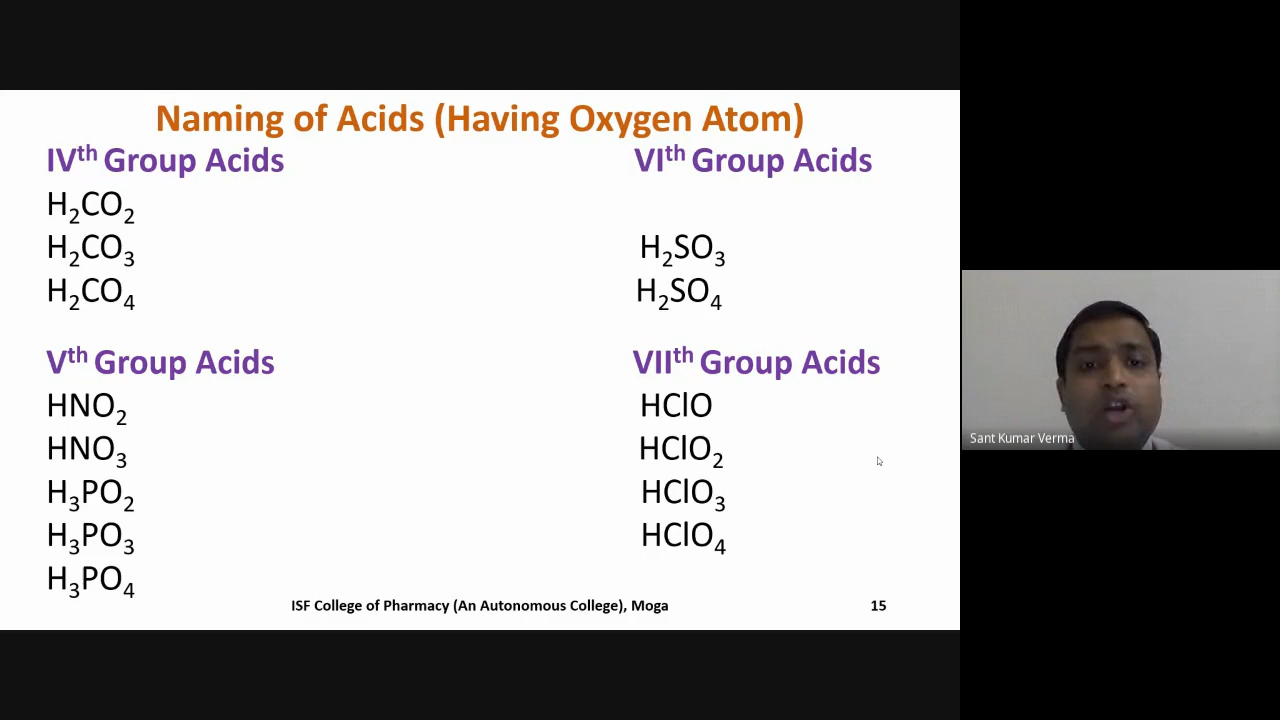 Naming of Acids (Having Oxygen Atom)
IVth Group Acids
H2CO2
H2CO3
H2CO4
Vth Group Acids
HNO2
HNO3
H3PO2
H3PO3
H3PO4
VIth Group Acids
H2SO3
H2SO4
VIIth Group Acids
HClO
HClO2
HClO3
HClO4
ISF College of Pharmacy (An Autonomous College), Moga
15
Sant Kumar Verma